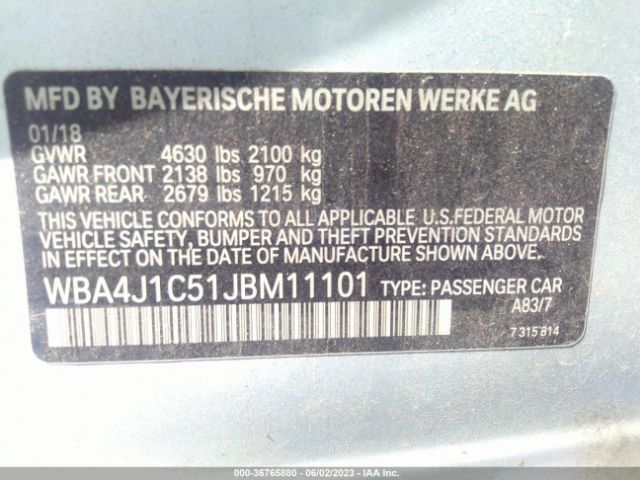 MFD BY BAYERISCHE MOTOREN WERKE AG
01/18
GVWR 4630 lbs 2100 kg
GAWR FRONT 2138 lbs 970 kg
GAWR REAR 2679 lbs 1215 kg
THIS VEHICLE CONFORMS TO ALL APPLICABLE U.S.FEDERAL MOTOR
VEHICLE SAFETY, BUMPER AND THEFT PREVENTION STANDARDS
IN EFFECT ON THE DATE OF MANUFACTURE SHOWN ABOVE.
WBA4J1C51JBM11101 TYPE: PASSENGER CAR
A83/7
7 315 814
000-36765880 - 06/02/2023 - IAAI.com